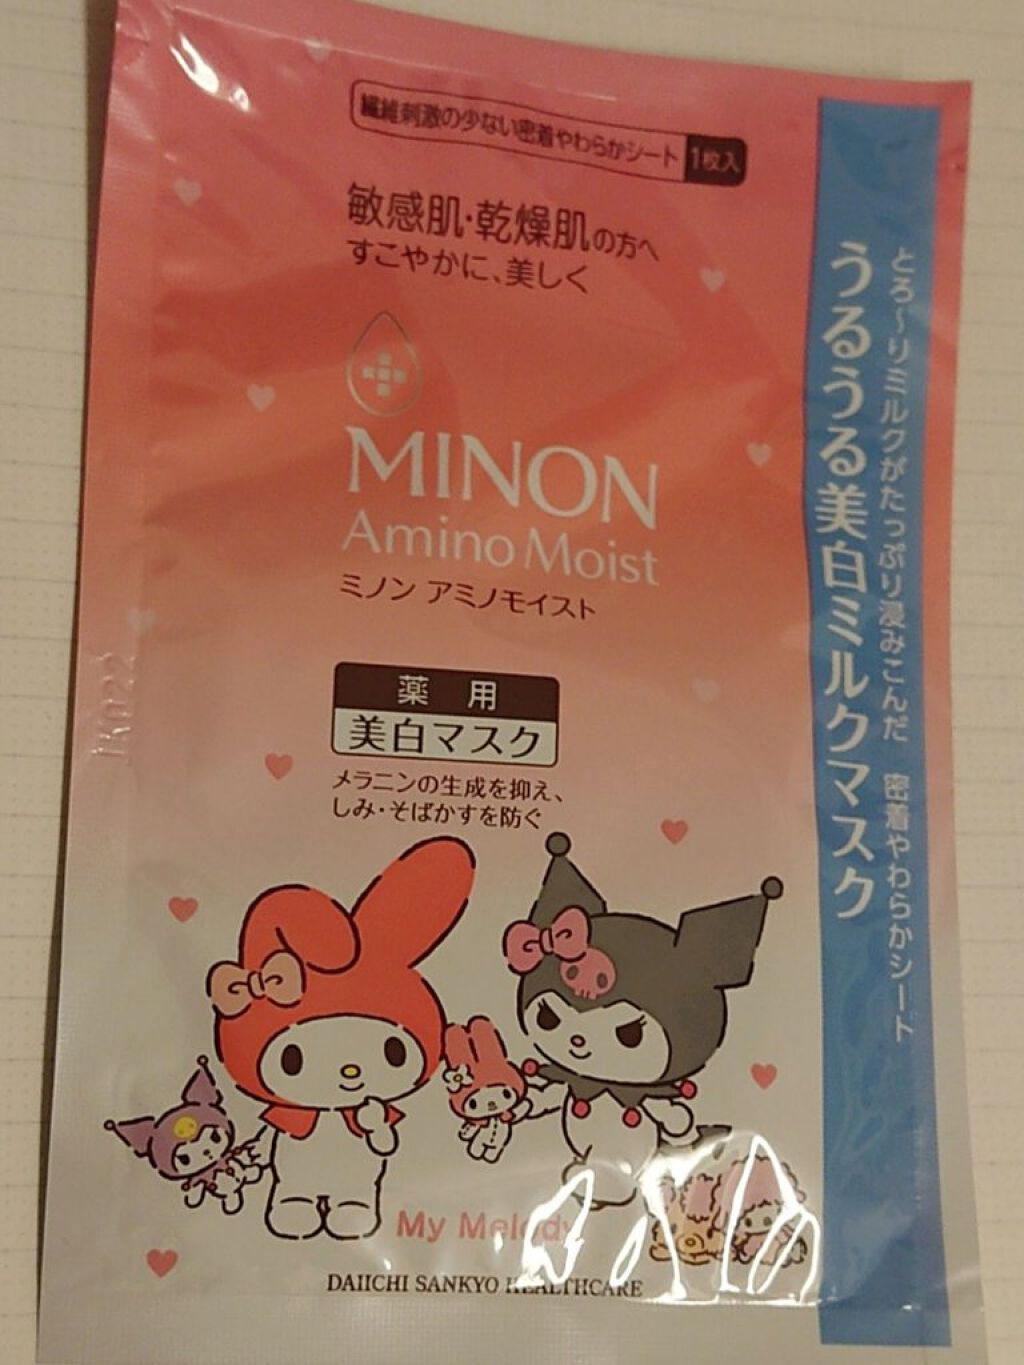 繊維刺激の少ない密着やわらかシート 1枚入
敏感肌・乾燥肌の方へ
すこやかに、美しく
MINON
Amino Moist
ミノン アミノモイスト
薬用
美白マスク
メラニンの生成を抑え、
しみ・そばかすを防ぐ
とろ～りミルクがたっぷり浸みこんだ 密着やわらかシート
うるうる美白ミルクマスク
My Melody
DAIICHI SANKYO HEALTHCARE